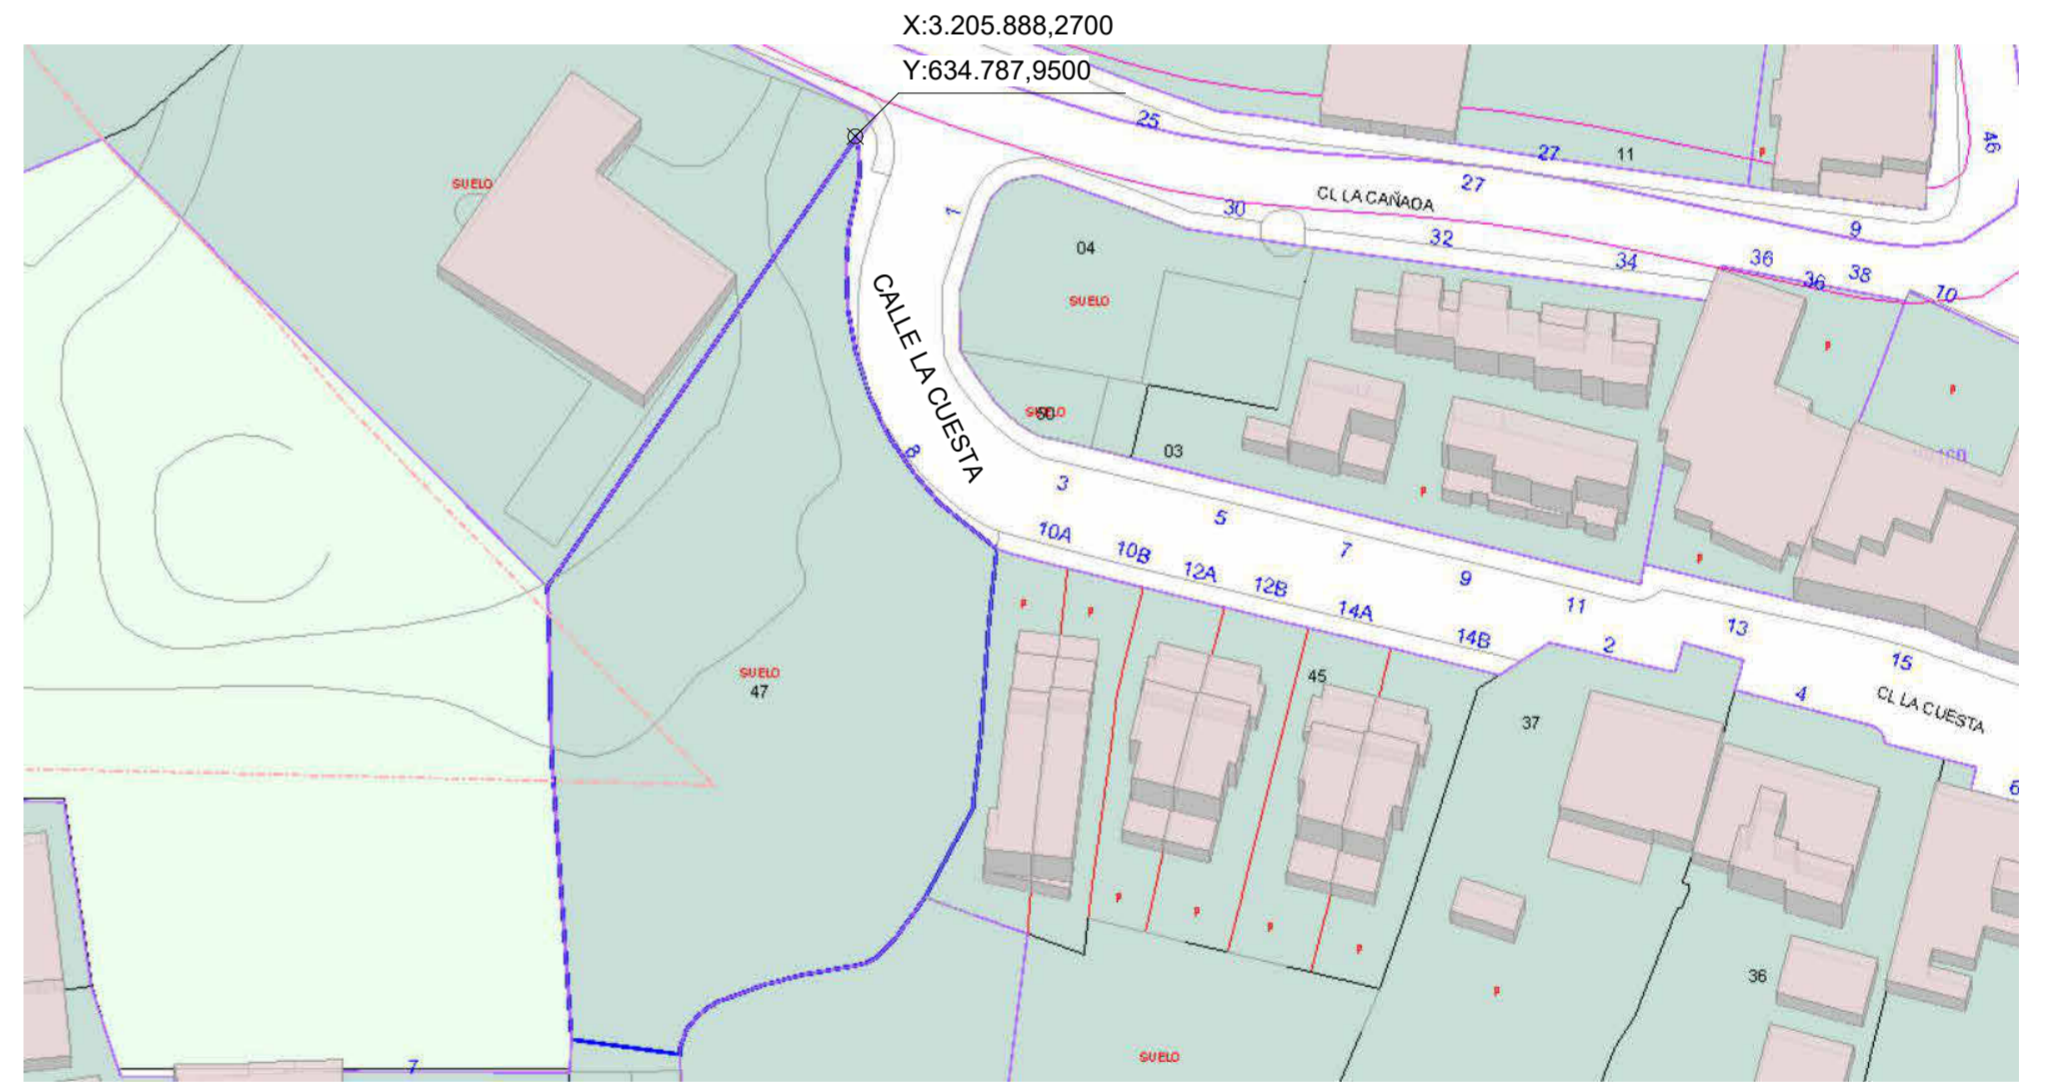 X:3.205.888,2700
Y:634.787,9500
25
27
11
P
46
SUELO
27
CL LA CAÑADA
1
30
32
9
04
34
36
36
38
10
SUELO
CALLE LA CUESTA
P
P
SUELO
50
03
8
3
P
5
10A
10B
7
P
12A
12B
9
14A
11
P
P
14B
2
13
15
SUELO
47
45
4
CL LA CUESTA
37
6
P
P
P
P
36
P
SUELO
7